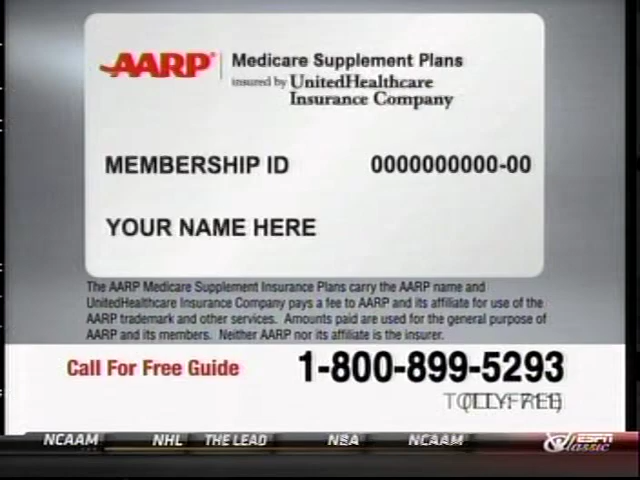 AARP
Medicare Supplement Plans
insured by UnitedHealthcare
Insurance Company
MEMBERSHIP ID 0000000000-00
YOUR NAME HERE
The AARP Medicare Supplement Insurance Plans carry the AARP name and
UnitedHealthcare Insurance Company pays a fee to AARP and its affiliate for use of the
AARP trademark and other services. Amounts paid are used for the general purpose of
AARP and its members. Neither AARP nor its affiliate is the insurer.
Call For Free Guide 1-800-899-5293
NCAAM NHL THE LEAD NBA NCAAM ESPN
Classic